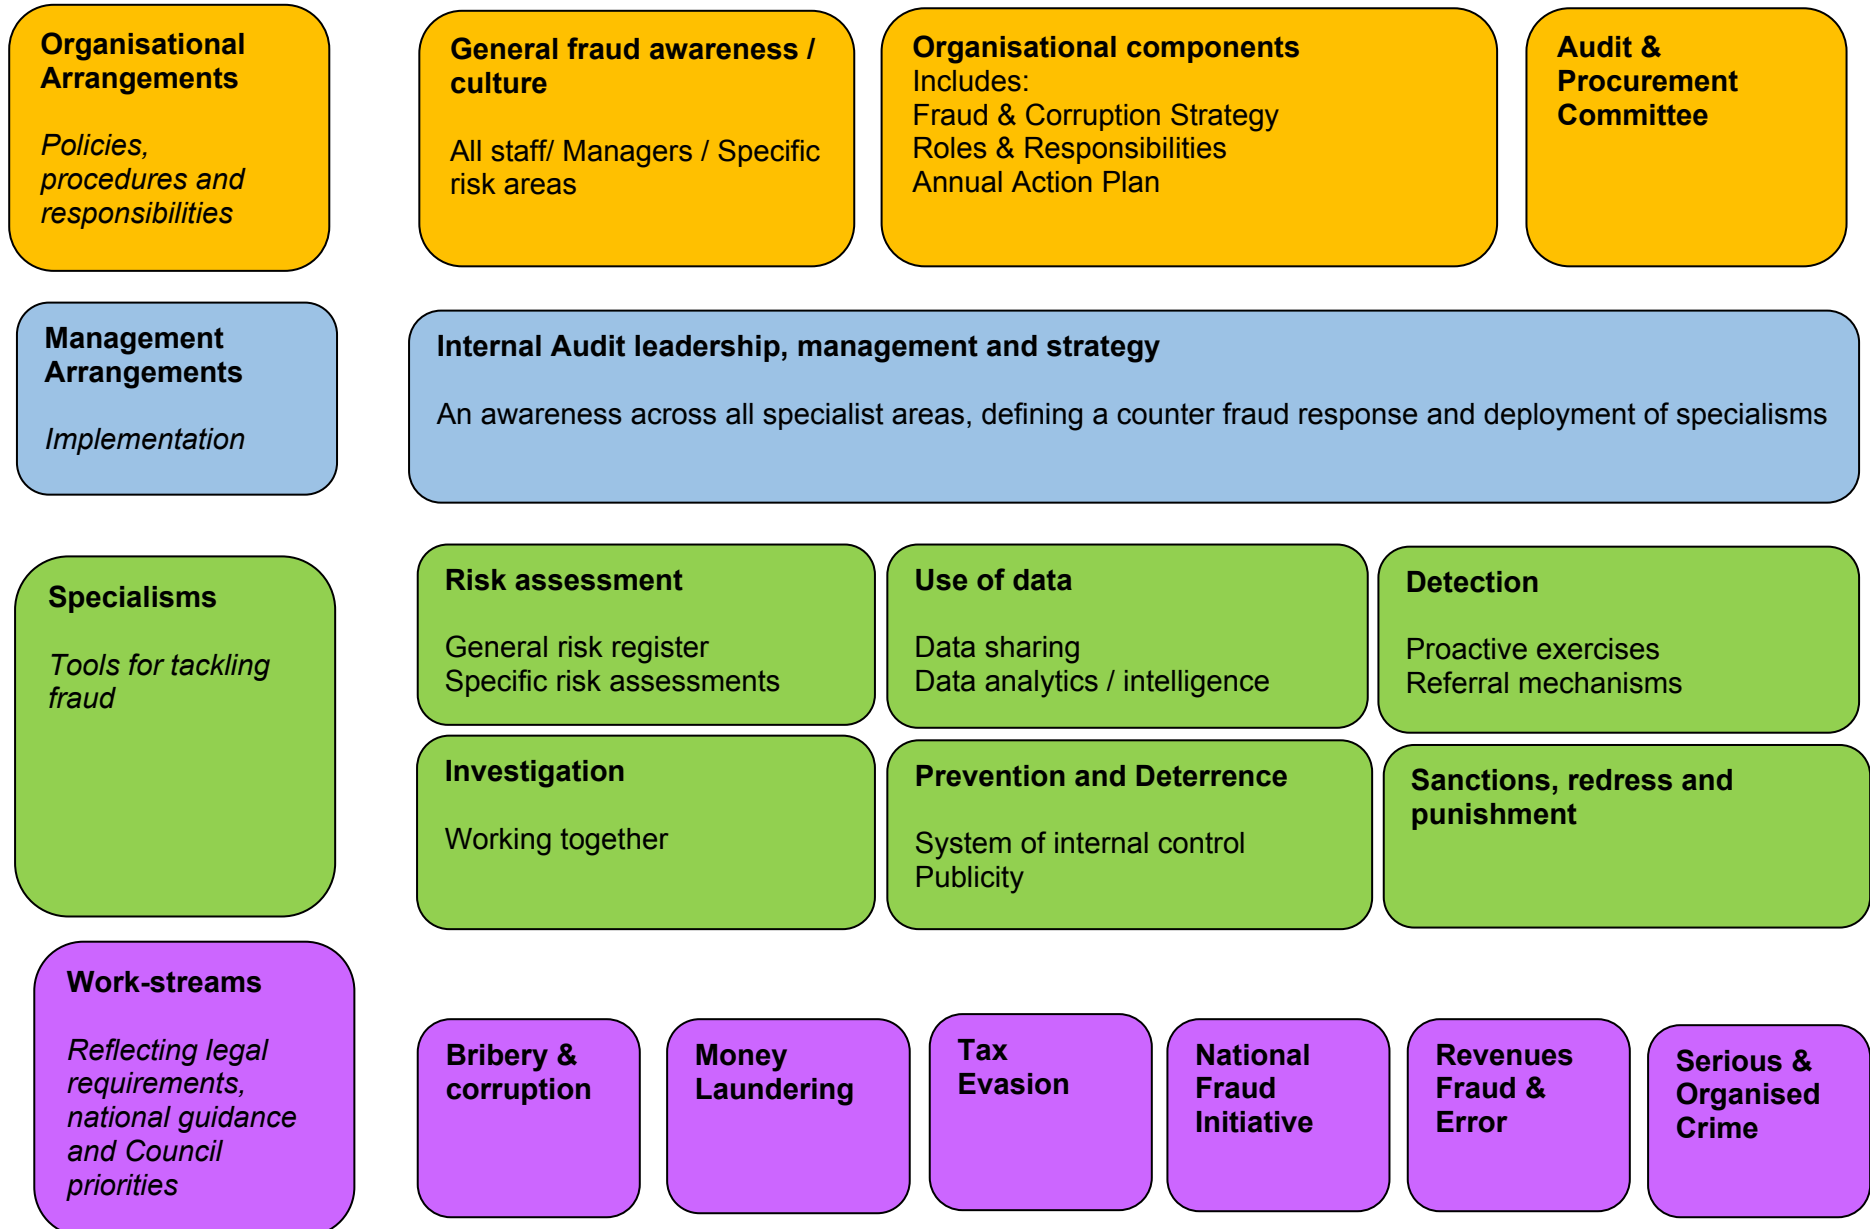 Organisational
Arrangements
Policies,
procedures and
responsibilities
General fraud awareness /
culture
All staff/ Managers / Specific
risk areas
Organisational components
Includes:
Fraud & Corruption Strategy
Roles & Responsibilities
Annual Action Plan
Audit &
Procurement
Committee
Management
Arrangements
Implementation
Internal Audit leadership, management and strategy
An awareness across all specialist areas, defining a counter fraud response and deployment of specialisms
Specialisms
Tools for tackling
fraud
Risk assessment
General risk register
Specific risk assessments
Use of data
Data sharing
Data analytics / intelligence
Detection
Proactive exercises
Referral mechanisms
Investigation
Working together
Prevention and Deterrence
System of internal control
Publicity
Sanctions, redress and
punishment
Work-streams
Reflecting legal
requirements,
national guidance
and Council
priorities
Bribery &
corruption
Money
Laundering
Tax
Evasion
National
Fraud
Initiative
Revenues
Fraud &
Error
Serious &
Organised
Crime